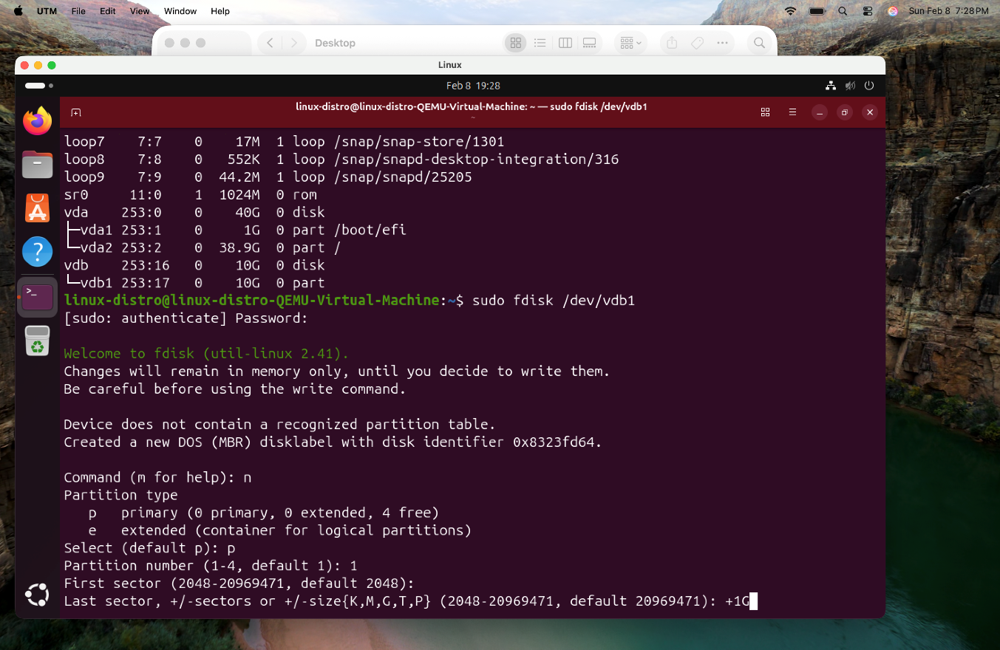 UTM File Edit View Window Help Sun Feb 8 7:28 PM
Desktop
Linux
Feb 8 19:28
linux-distro@linux-distro-QEMU-Virtual-Machine: ~ — sudo fdisk /dev/vdb1
~
loop7 7:7 0 17M 1 loop /snap/snap-store/1301
loop8 7:8 0 552K 1 loop /snap/snapd-desktop-integration/316
loop9 7:9 0 44.2M 1 loop /snap/snapd/25205
sr0 11:0 1 1024M 0 rom
vda 253:0 0 40G 0 disk
├─vda1 253:1 0 1G 0 part /boot/efi
└─vda2 253:2 0 38.9G 0 part /
vdb 253:16 0 10G 0 disk
└─vdb1 253:17 0 10G 0 part
linux-distro@linux-distro-QEMU-Virtual-Machine:~$ sudo fdisk /dev/vdb1
[sudo: authenticate] Password:
Welcome to fdisk (util-linux 2.41).
Changes will remain in memory only, until you decide to write them.
Be careful before using the write command.
Device does not contain a recognized partition table.
Created a new DOS (MBR) disklabel with disk identifier 0x8323fd64.
Command (m for help): n
Partition type
p primary (0 primary, 0 extended, 4 free)
e extended (container for logical partitions)
Select (default p): p
Partition number (1-4, default 1): 1
First sector (2048-20969471, default 2048):
Last sector, +/-sectors or +/-size{K,M,G,T,P} (2048-20969471, default 20969471): +1G